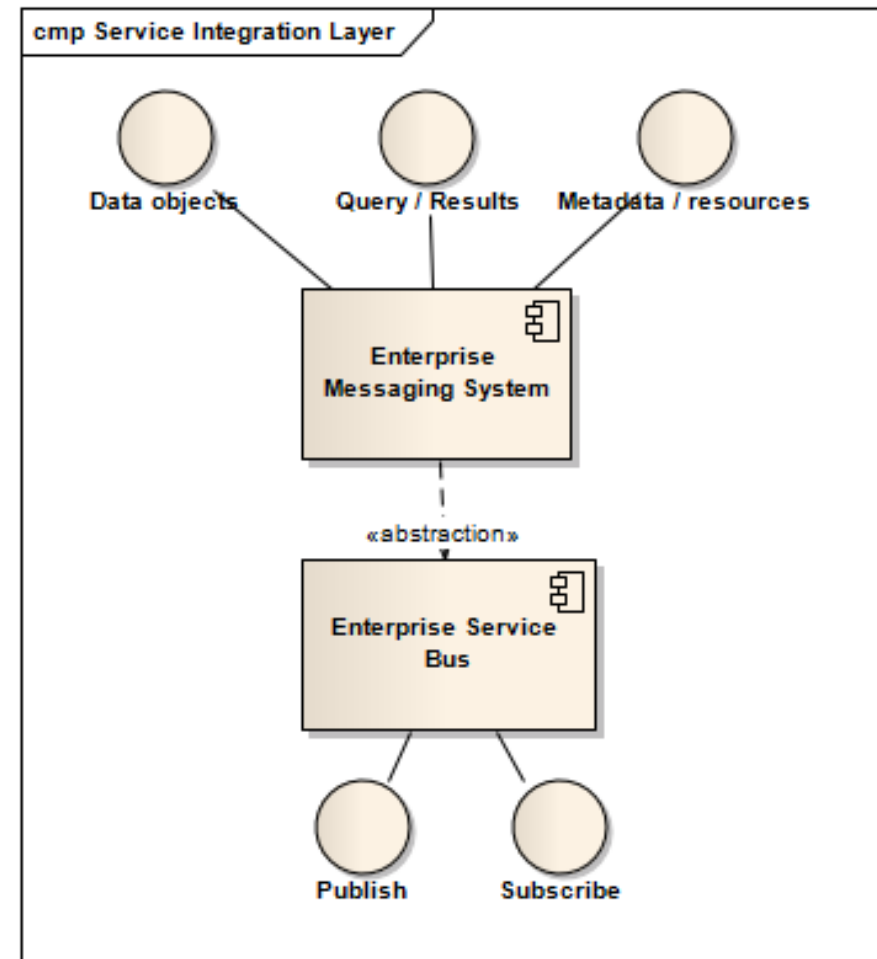 cmp Service Integration Layer
Data objects
Query / Results
Metadata / resources
Enterprise
Messaging System
«abstraction»
Enterprise Service
Bus
Publish
Subscribe